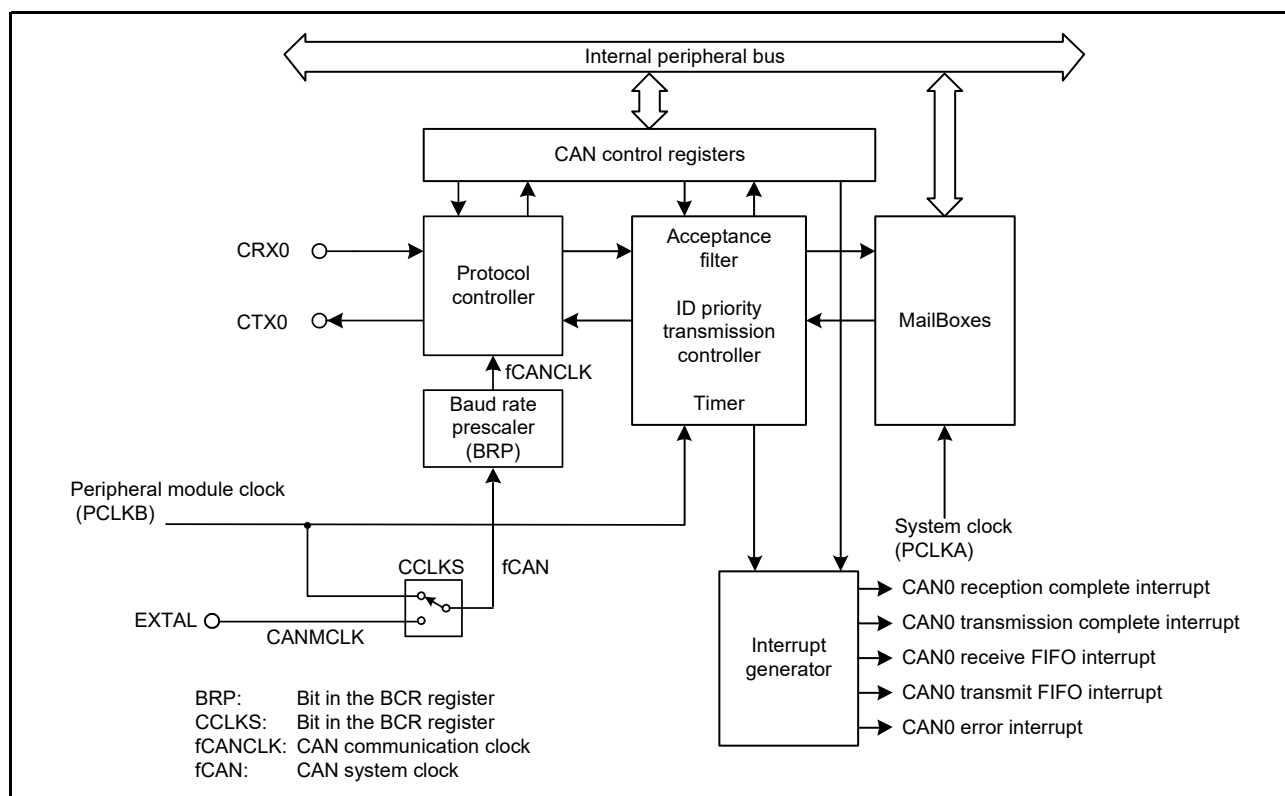 Internal peripheral bus
CAN control registers
CRX0
CTX0
Protocol
controller
Acceptance
filter
ID priority
transmission
controller
Timer
MailBoxes
fCANCLK
Baud rate
prescaler
(BRP)
Peripheral module clock
(PCLKB)
System clock
(PCLKA)
CCLKS
fCAN
EXTAL
CANMCLK
Interrupt
generator
CAN0 reception complete interrupt
CAN0 transmission complete interrupt
CAN0 receive FIFO interrupt
CAN0 transmit FIFO interrupt
CAN0 error interrupt
BRP: Bit in the BCR register
CCLKS: Bit in the BCR register
fCANCLK: CAN communication clock
fCAN: CAN system clock